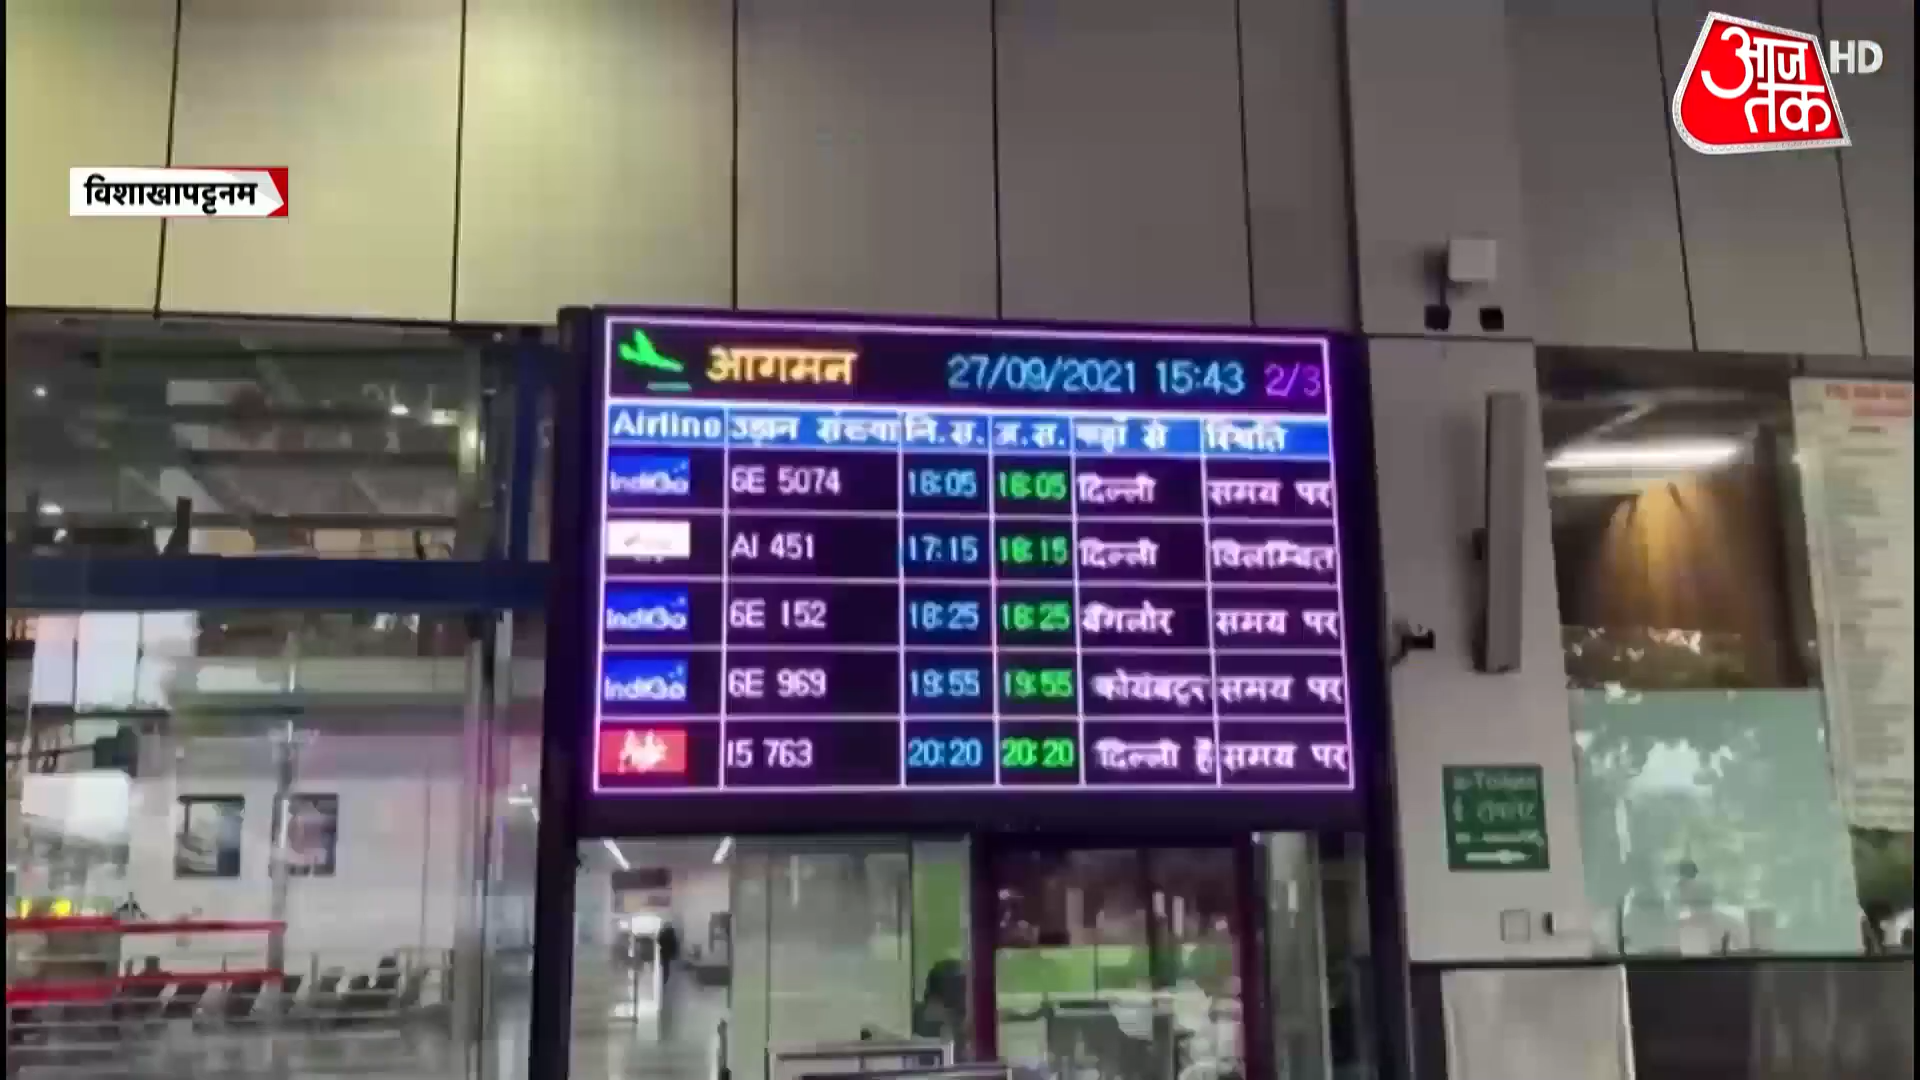 आज तक HD
विशाखापट्टनम
आगमन 27/09/2021 15:43 2/3
Airline उड़ान संख्या नि.स. अ.स. कहाँ से स्थिति
IndiGo 6E 5074 16:05 16:05 दिल्ली समय पर
AI 451 17:15 18:15 दिल्ली विलम्बित
IndiGo 6E 152 18:25 18:25 बैंगलोर समय पर
IndiGo 6E 969 19:55 19:55 कोयंबटूर समय पर
I5 763 20:20 20:20 दिल्ली है समय पर